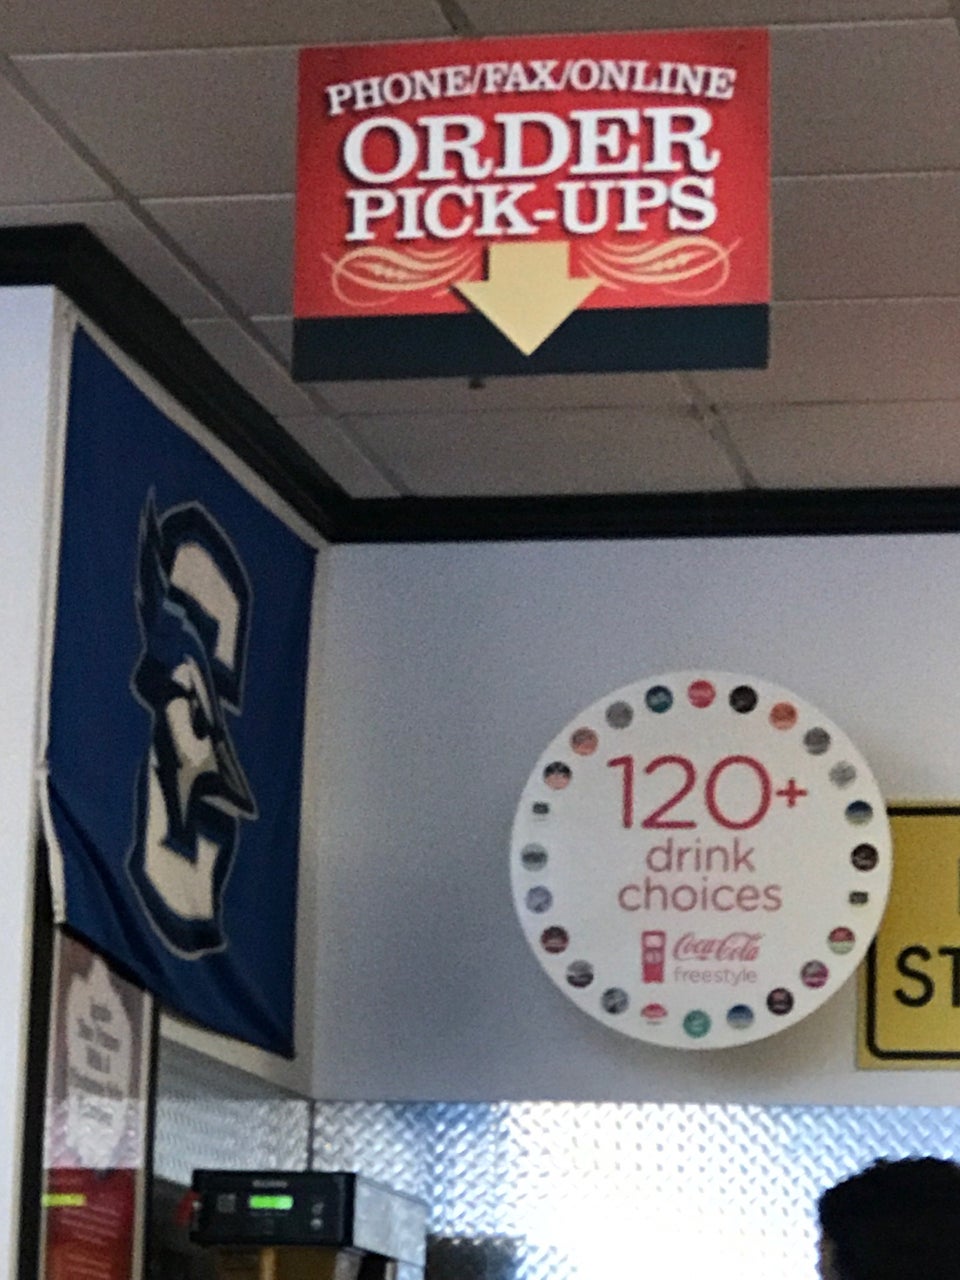 PHONE/FAX/ONLINE
ORDER
PICK-UPS
120+
drink
choices
Coca-Cola
freestyle
ST